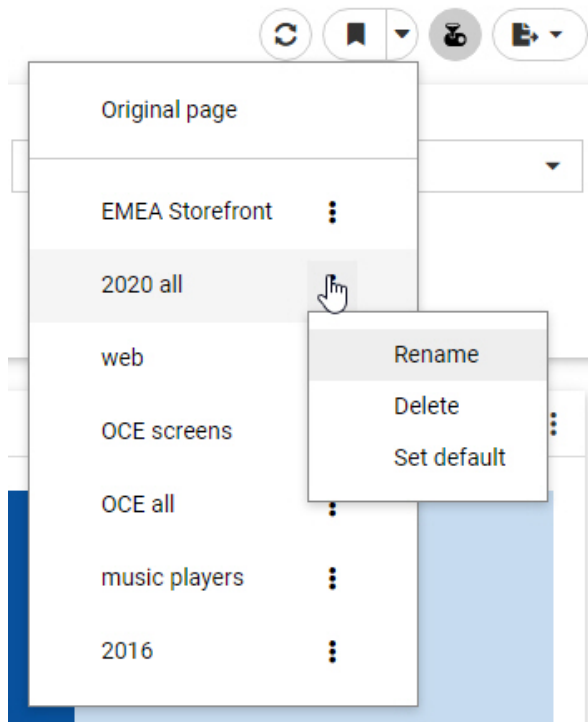 Original page
EMEA Storefront
2020 all
web
OCE screens
OCE all
music players
2016
Rename
Delete
Set default